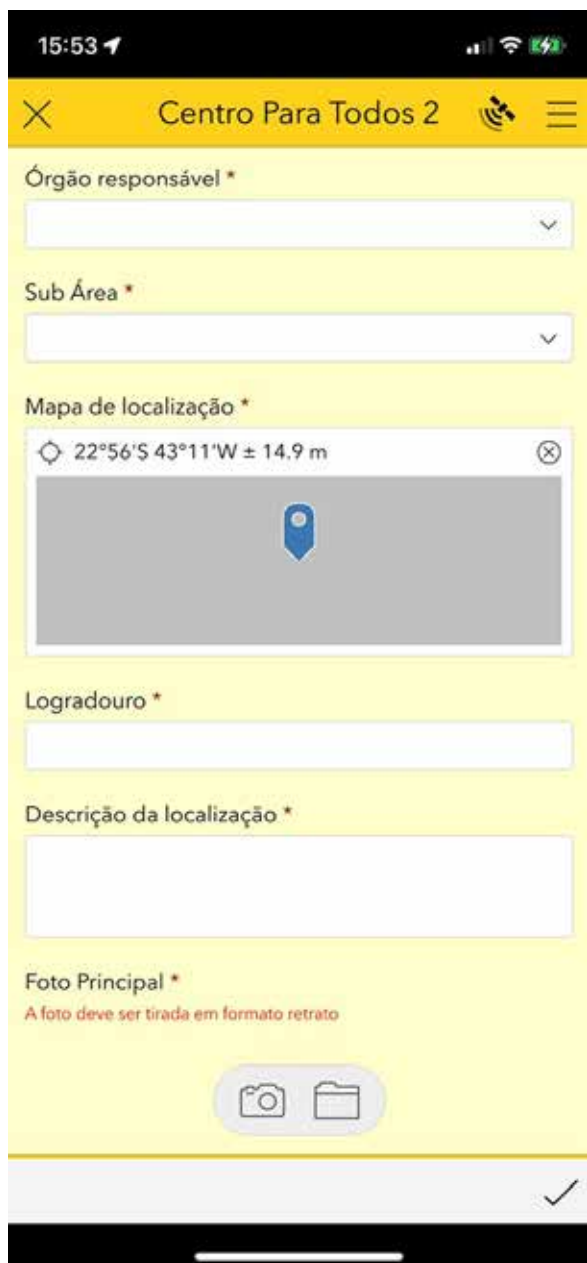 15:53
Centro Para Todos 2
Órgão responsável *
Sub Área *
Mapa de localização *
22°56'S 43°11'W ± 14.9 m
Logradouro *
Descrição da localização *
Foto Principal *
A foto deve ser tirada em formato retrato